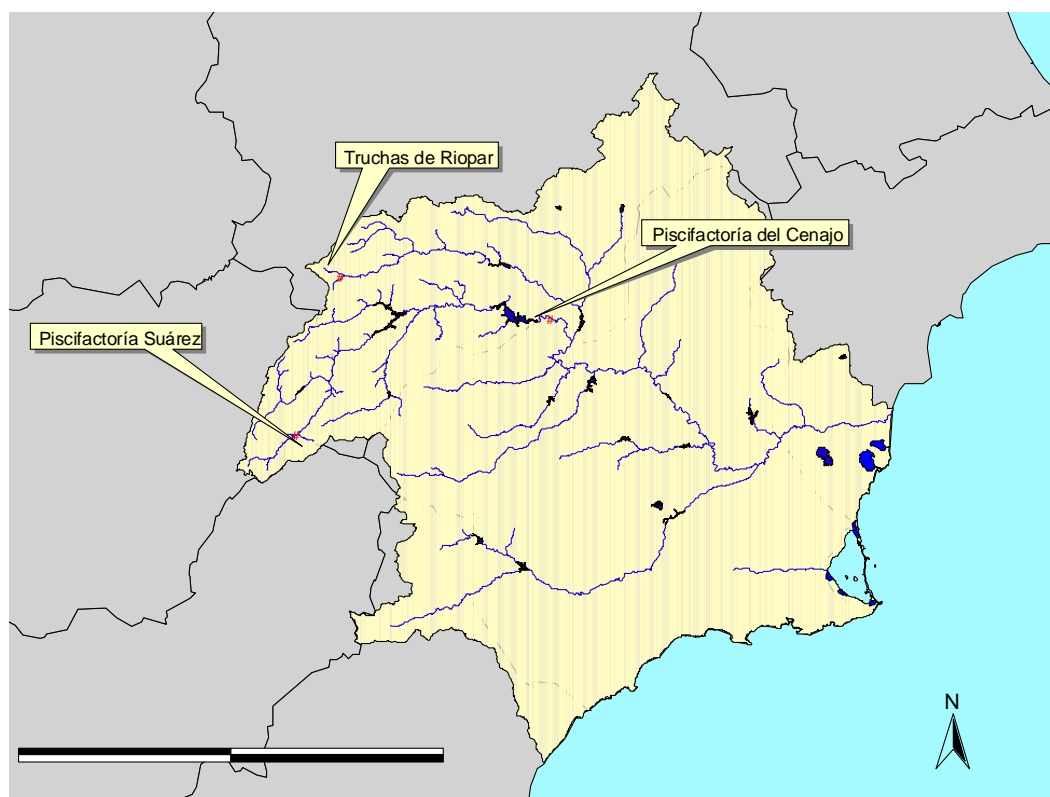 Truchas de Riopar
Piscifactoría del Cenajo
Piscifactoría Suárez
N